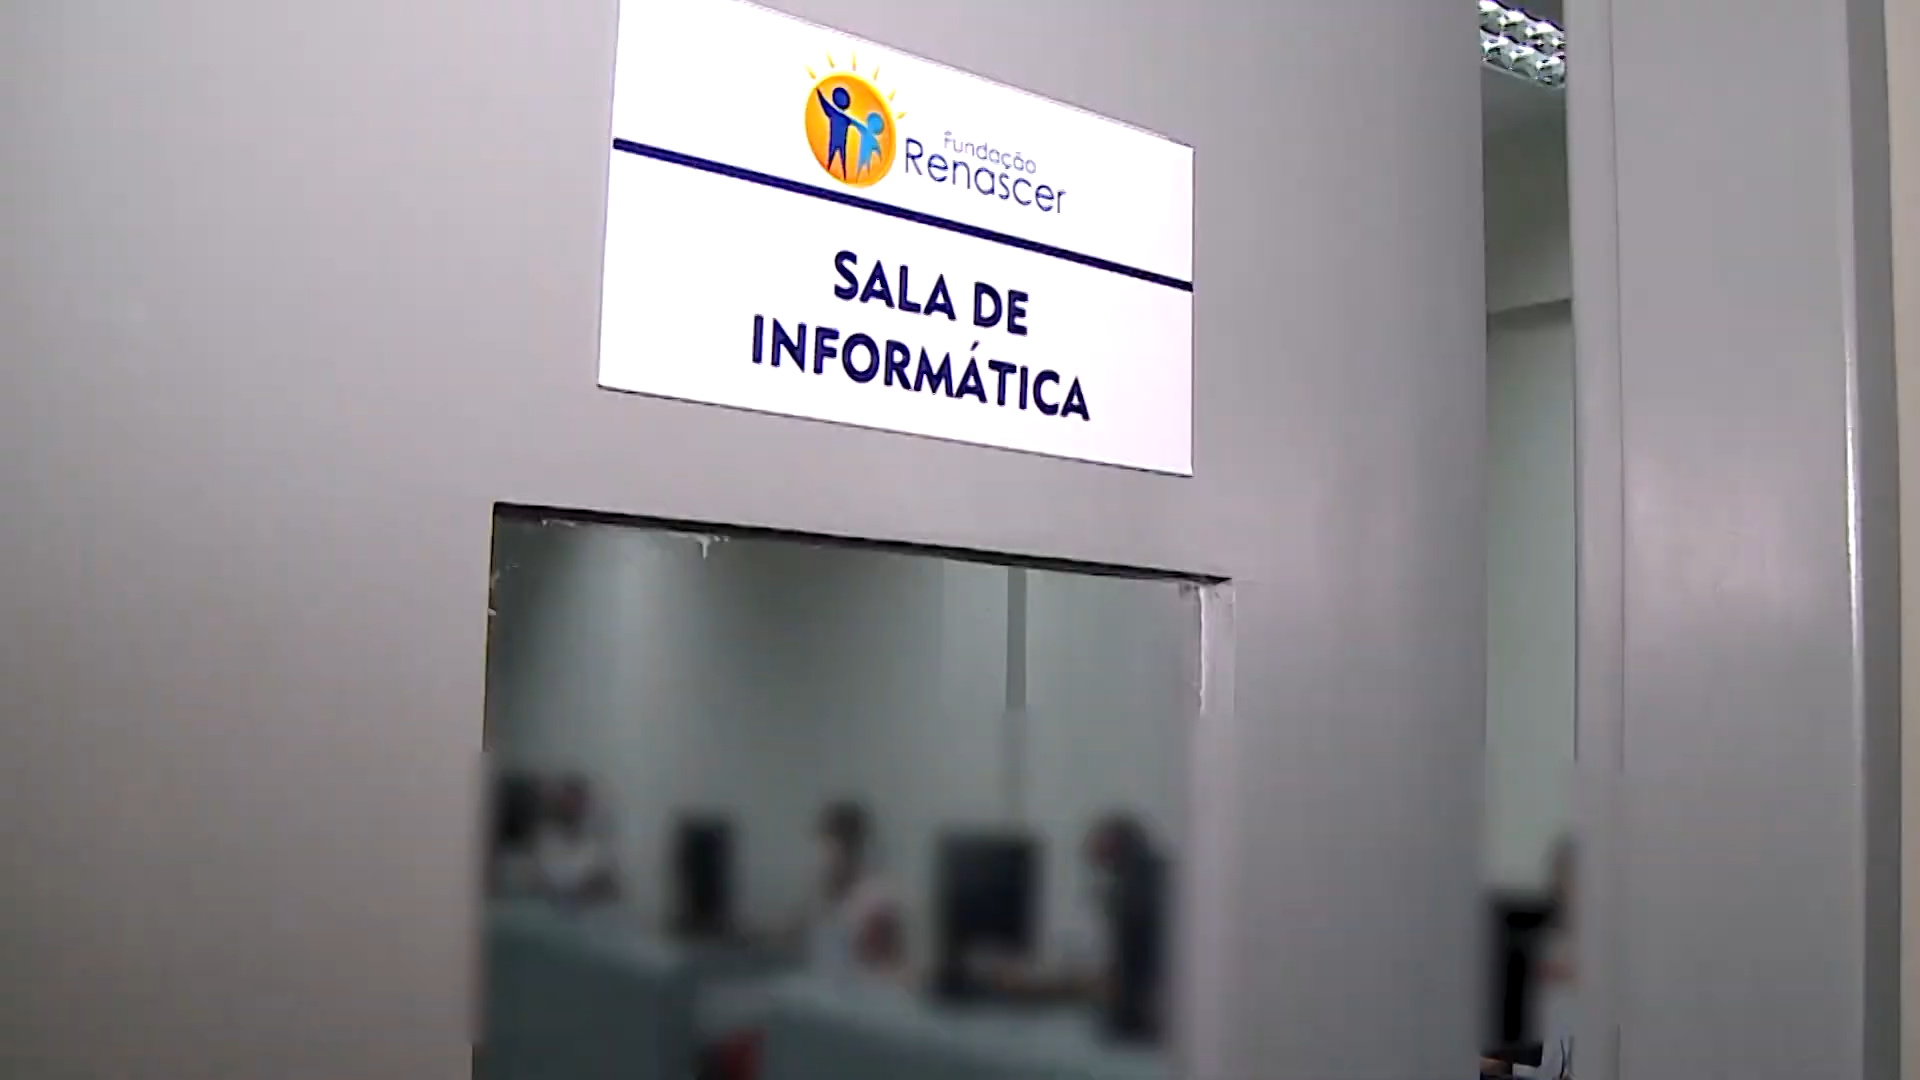 Fundação
Renascer
SALA DE
INFORMÁTICA